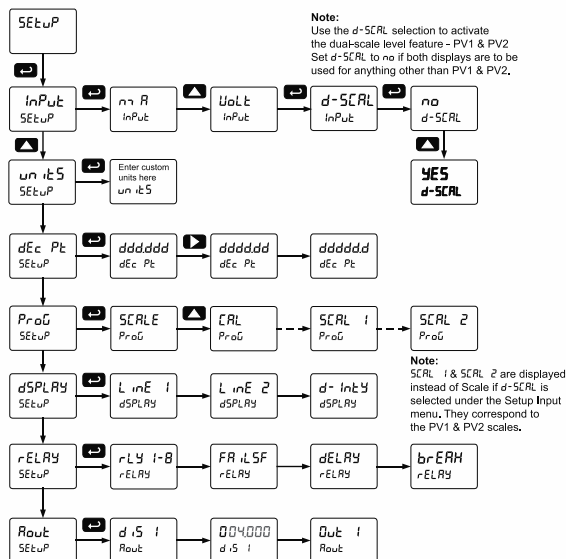 SEtuP
Note:
Use the d-SCAL selection to activate
the dual-scale level feature - PV1 & PV2
Set d-SCAL to no if both displays are to be
used for anything other than PV1 & PV2.
InPut
SEtuP
mA
InPut
VoLt
InPut
d-SCAL
InPut
no
d-SCAL
YES
d-SCAL
unitS
SEtuP
Enter custom
units here
unitS
dEc Pt
SEtuP
ddd.ddd
dEc Pt
dddd.dd
dEc Pt
ddddd.d
dEc Pt
ProG
SEtuP
SCALE
ProG
CAL
ProG
SCAL 1
ProG
SCAL 2
ProG
Note:
SCAL 1 & SCAL 2 are displayed
instead of Scale if d-SCAL is
selected under the Setup Input
menu. They correspond to
the PV1 & PV2 scales.
dSPLAY
SEtuP
LinE 1
dSPLAY
LinE 2
dSPLAY
d-IntY
dSPLAY
rELAY
SEtuP
rLY 1-8
rELAY
FAiLSF
rELAY
dELAY
rELAY
brEAK
rELAY
Aout
SEtuP
diS 1
Aout
004.000
diS 1
Out 1
Aout